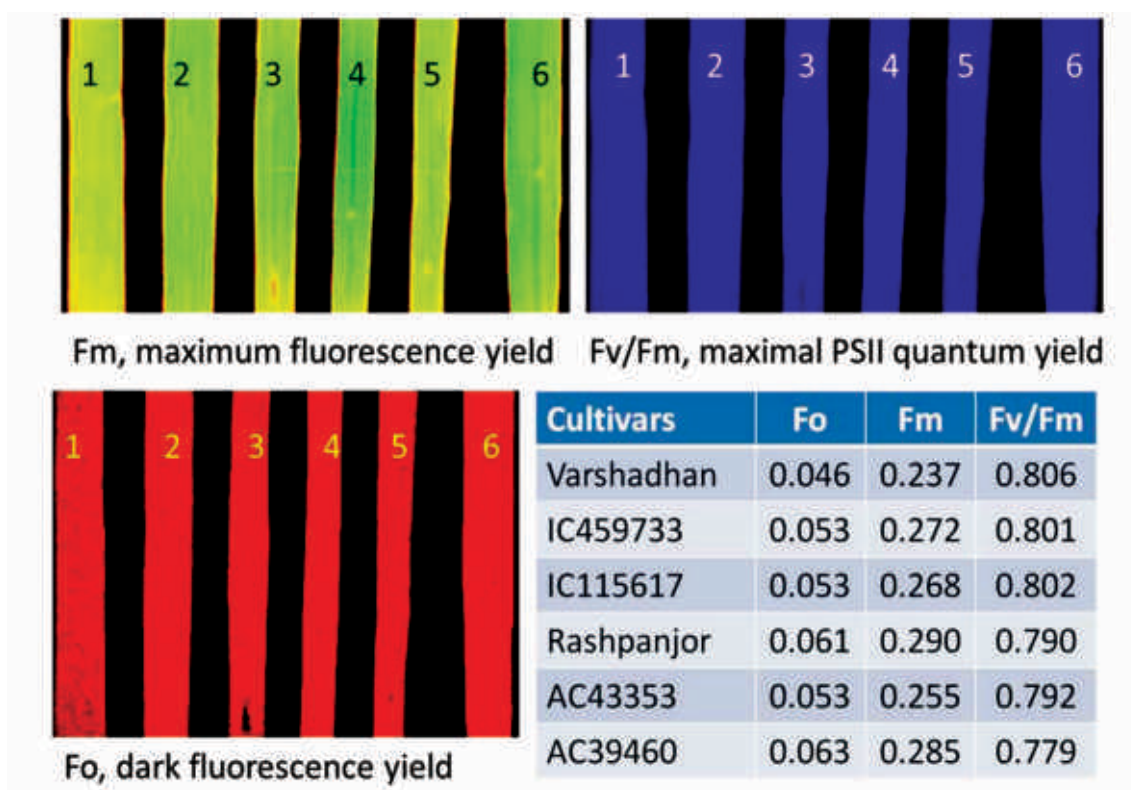 1 2 3 4 5 6
1 2 3 4 5 6
Fm, maximum fluorescence yield
Fv/Fm, maximal PSII quantum yield
1 2 3 4 5 6
Fo, dark fluorescence yield
Cultivars Fo Fm Fv/Fm
Varshadhan 0.046 0.237 0.806
IC459733 0.053 0.272 0.801
IC115617 0.053 0.268 0.802
Rashpanjor 0.061 0.290 0.790
AC43353 0.053 0.255 0.792
AC39460 0.063 0.285 0.779